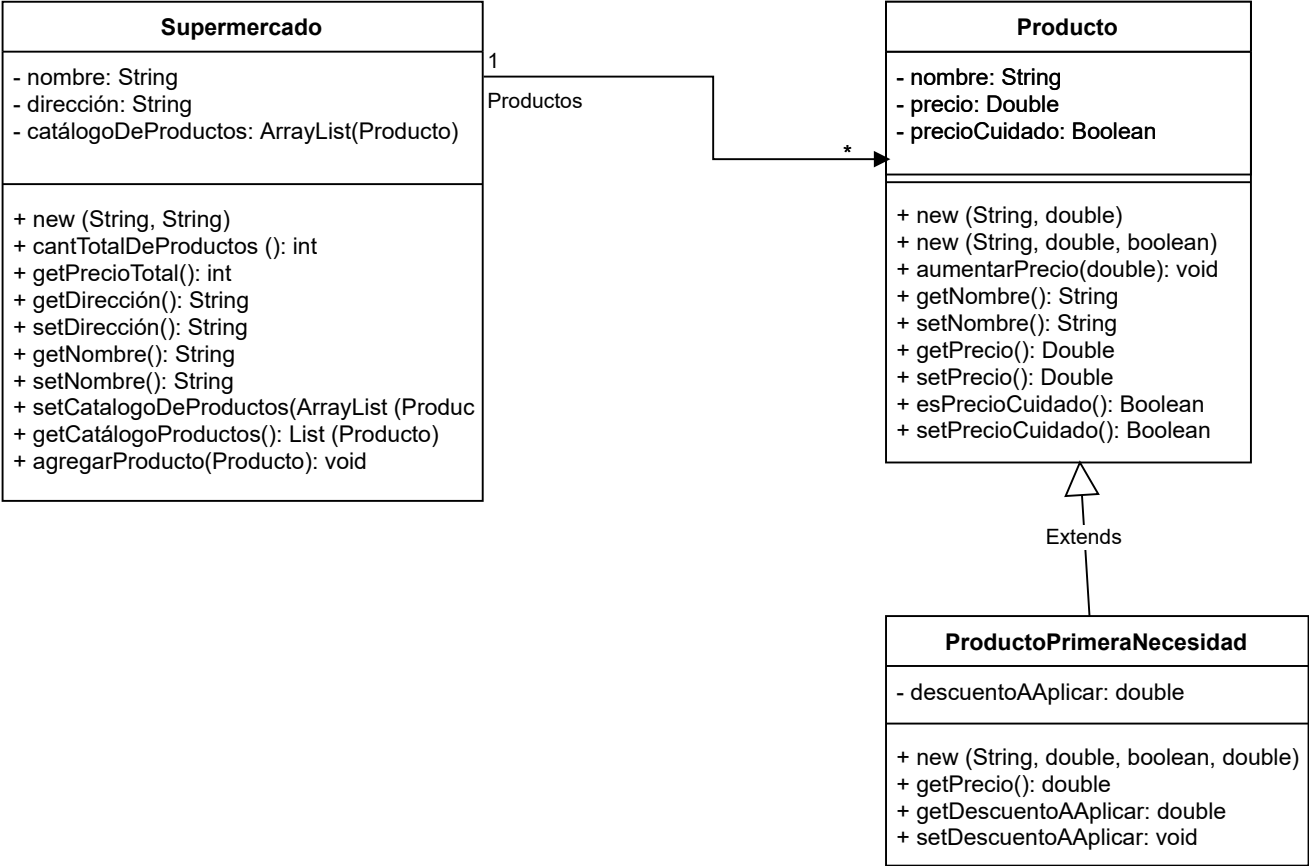 Supermercado
- nombre: String
- dirección: String
- catálogoDeProductos: ArrayList(Producto)
+ new (String, String)
+ cantTotalDeProductos (): int
+ getPrecioTotal(): int
+ getDirección(): String
+ setDirección(): String
+ getNombre(): String
+ setNombre(): String
+ setCatalogoDeProductos(ArrayList (Produc
+ getCatálogoProductos(): List (Producto)
+ agregarProducto(Producto): void
1
Productos
*
Producto
- nombre: String
- precio: Double
- precioCuidado: Boolean
+ new (String, double)
+ new (String, double, boolean)
+ aumentarPrecio(double): void
+ getNombre(): String
+ setNombre(): String
+ getPrecio(): Double
+ setPrecio(): Double
+ esPrecioCuidado(): Boolean
+ setPrecioCuidado(): Boolean
Extends
ProductoPrimeraNecesidad
- descuentoAAplicar: double
+ new (String, double, boolean, double)
+ getPrecio(): double
+ getDescuentoAAplicar: double
+ setDescuentoAAplicar: void